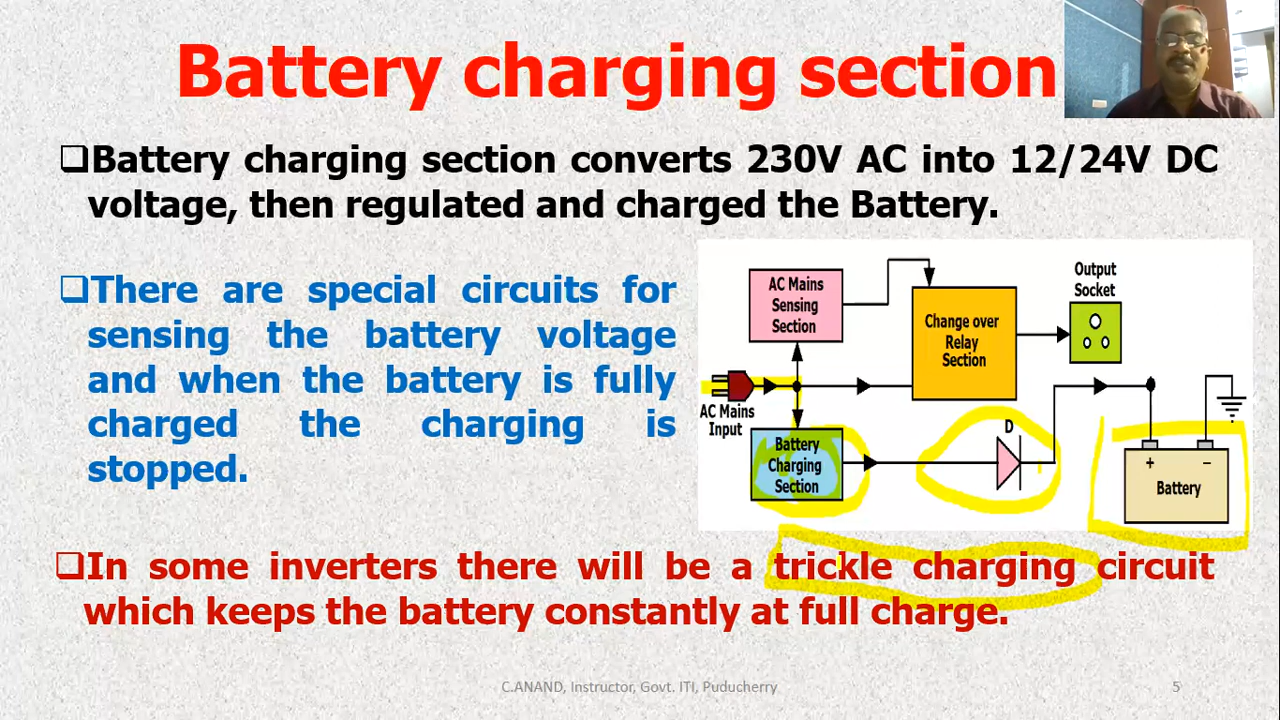 Battery charging section
❑Battery charging section converts 230V AC into 12/24V DC
voltage, then regulated and charged the Battery.
❑There are special circuits for
sensing the battery voltage
and when the battery is fully
charged the charging is
stopped.
AC Mains
Sensing
Section
Change over
Relay
Section
Output
Socket
AC Mains
Input
Battery
Charging
Section
D
+ −
Battery
❑In some inverters there will be a trickle charging circuit
which keeps the battery constantly at full charge.
C.ANAND, Instructor, Govt. ITI, Puducherry
5